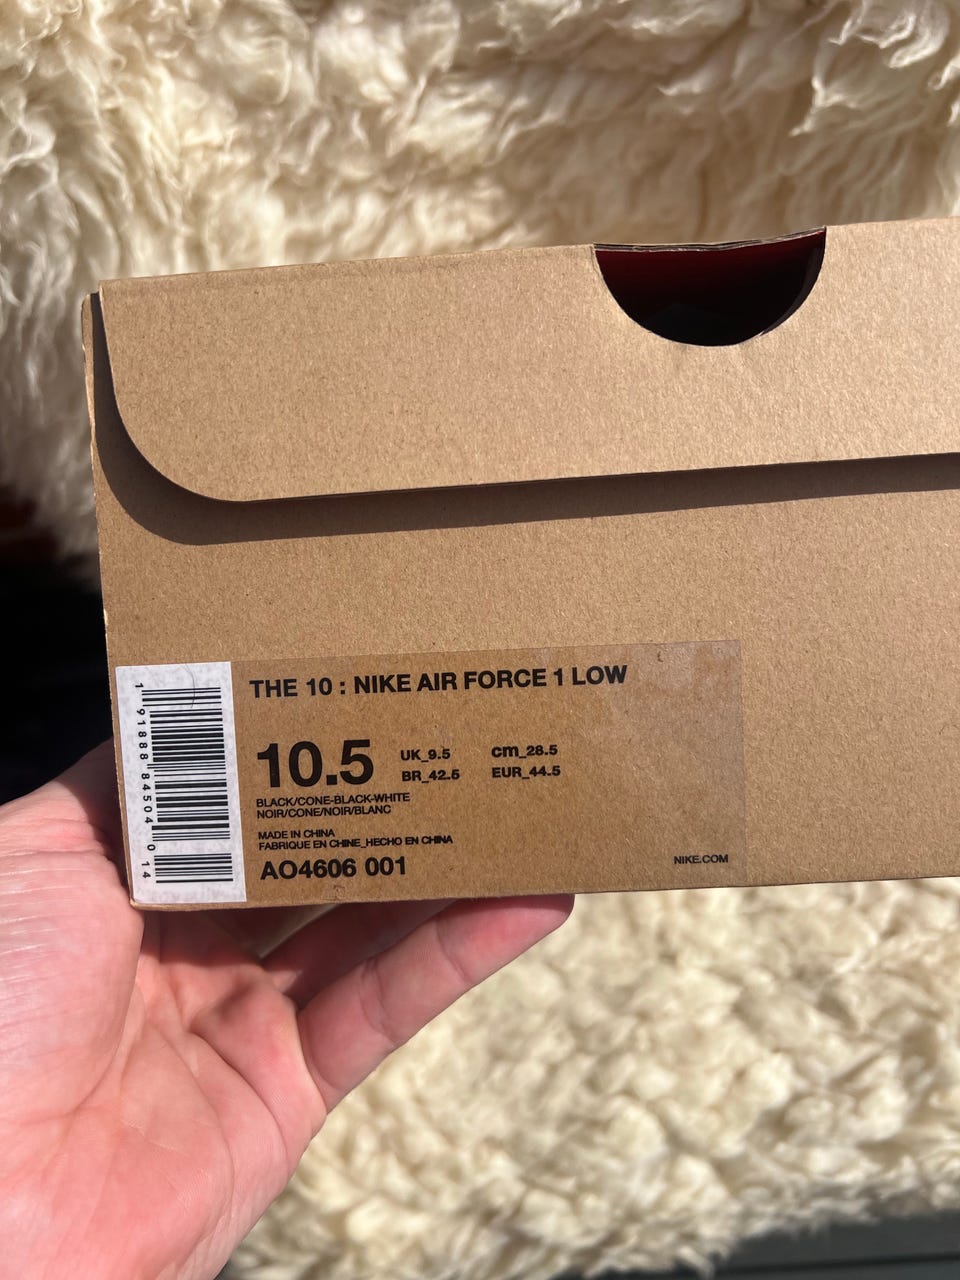 THE 10 : NIKE AIR FORCE 1 LOW
10.5
UK_9.5 cm_28.5
BR_42.5 EUR_44.5
BLACK/CONE-BLACK-WHITE
NOIR/CONE/NOIR/BLANC
MADE IN CHINA
FABRIQUE EN CHINE_HECHO EN CHINA
AO4606 001
NIKE.COM
1 91888 84504 0 14